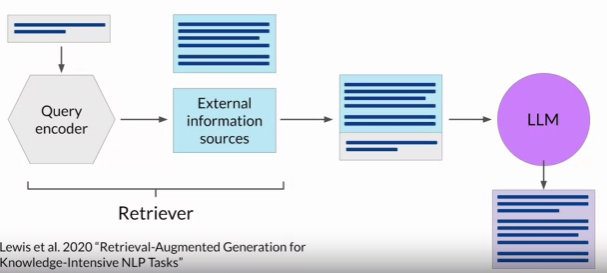 Query
encoder
External
information
sources
LLM
Retriever
Lewis et al. 2020 “Retrieval-Augmented Generation for
Knowledge-Intensive NLP Tasks”